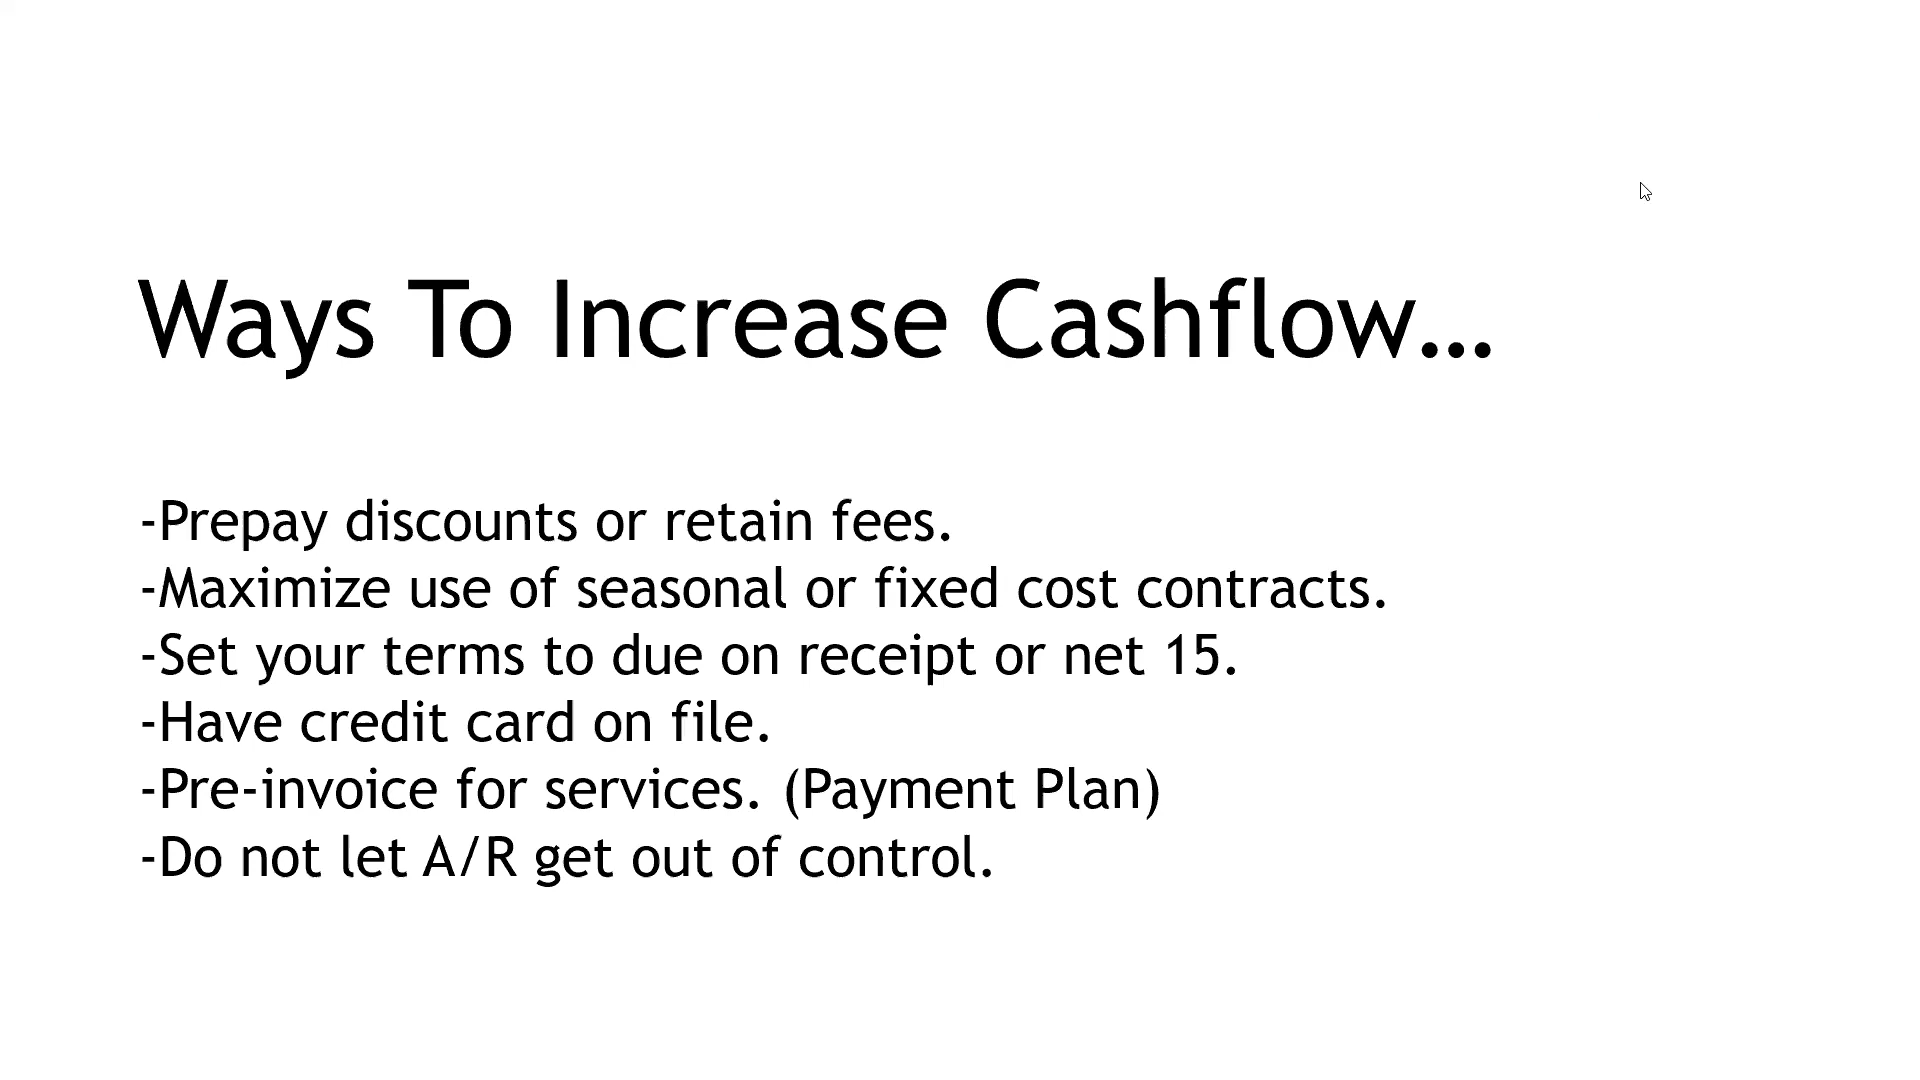 Ways To Increase Cashflow…
-Prepay discounts or retain fees.
-Maximize use of seasonal or fixed cost contracts.
-Set your terms to due on receipt or net 15.
-Have credit card on file.
-Pre-invoice for services. (Payment Plan)
-Do not let A/R get out of control.